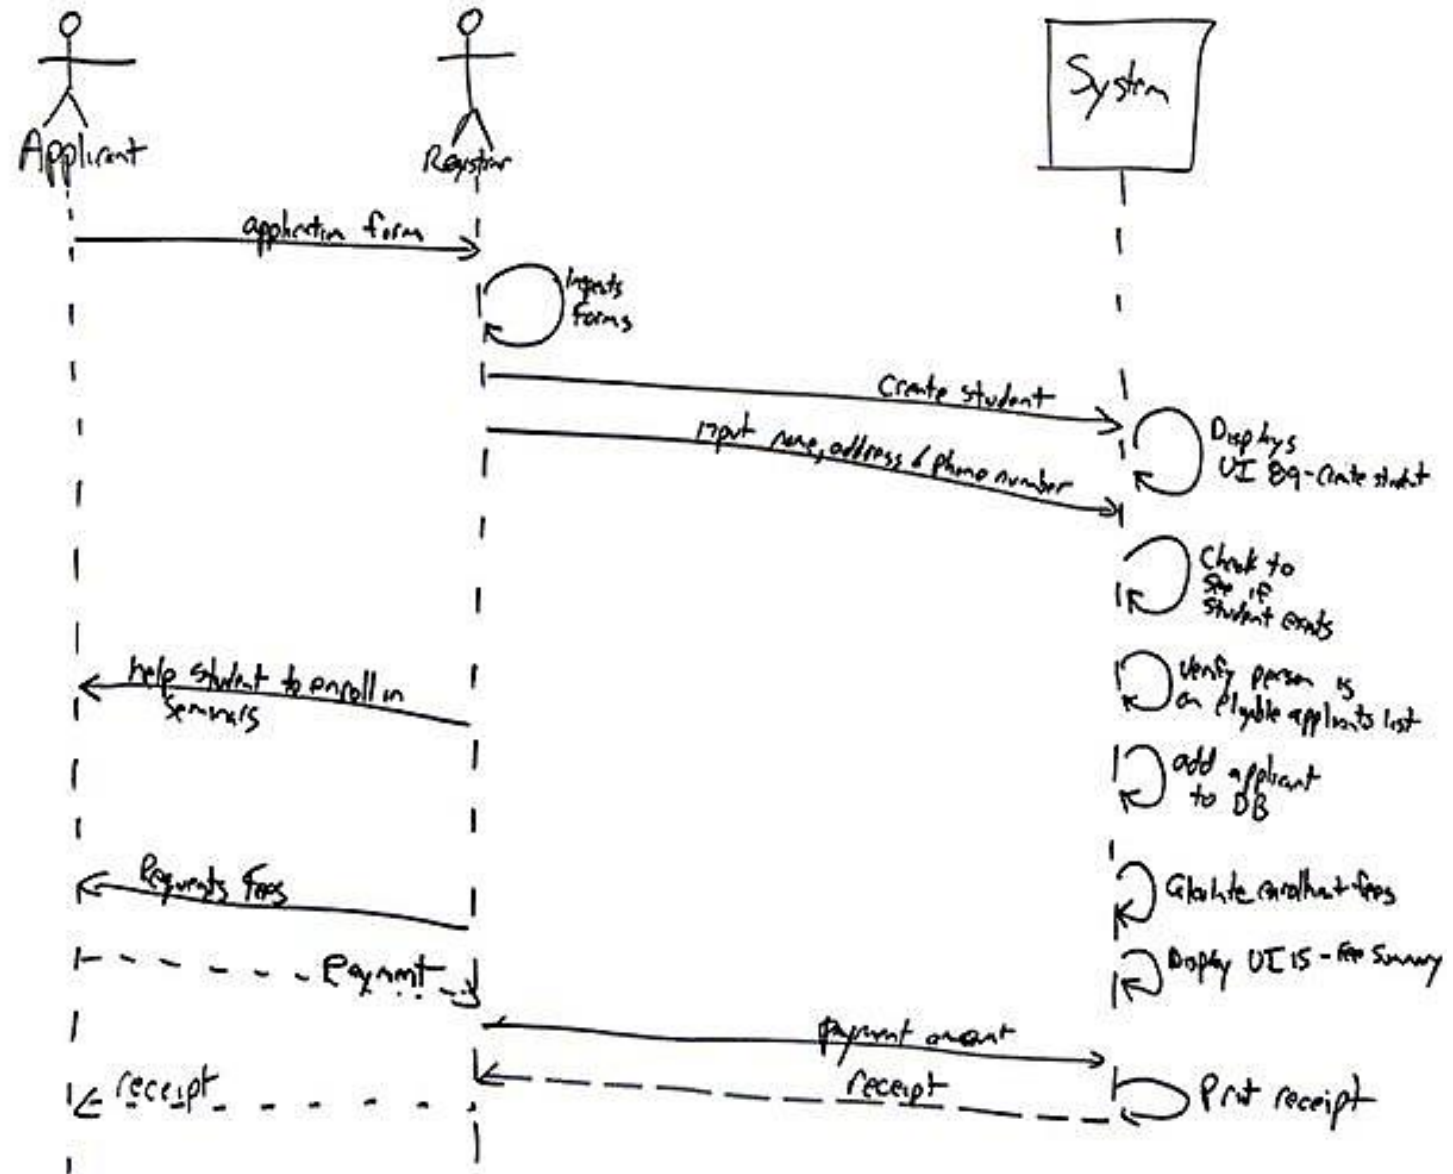 Applicant
Registrar
System
application form
Inspects
Forms
Create student
Displays
UI 89-Create student
input name, address & phone number
Check to
see if
student exists
help student to enroll in
seminars
Verify person is
on eligible applicants list
add applicant
to DB
Requests fees
Calculate enrollment fees
Payment
Display UI 15 - Fee Summary
payment amount
receipt
receipt
Print receipt